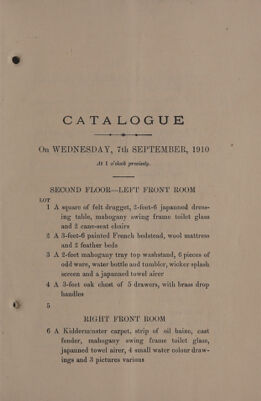 CATALOGUE
On WEDNESDAY, 7th SEPTEMBER, 1910
At 1 o'clock precisely.
SECOND FLOOR—LEFT FRONT ROOM
LOT
1 A square of felt drugget, 2-feet-6 japanned dress-
ing table, mahogany swing frame toilet glass
and 2 cane-seat chairs
2 A 3-feet-6 painted French bedstead, wool mattress
and 2 feather beds
3 A 2-feet mahogany tray top washstand, 6 pieces of
odd ware, water bottle and tumbler, wicker splash
screen and a japanned towel airer
4 A 3-feet oak chest of 5 drawers, with brass drop
handles
5
RIGHT FRONT ROOM
6 A Kidderminster carpet, strip of oil baize, cast
fender, mahogany swing frame toilet glass,
japanned towel airer, 4 small water colour draw-
ings and 3 pictures various